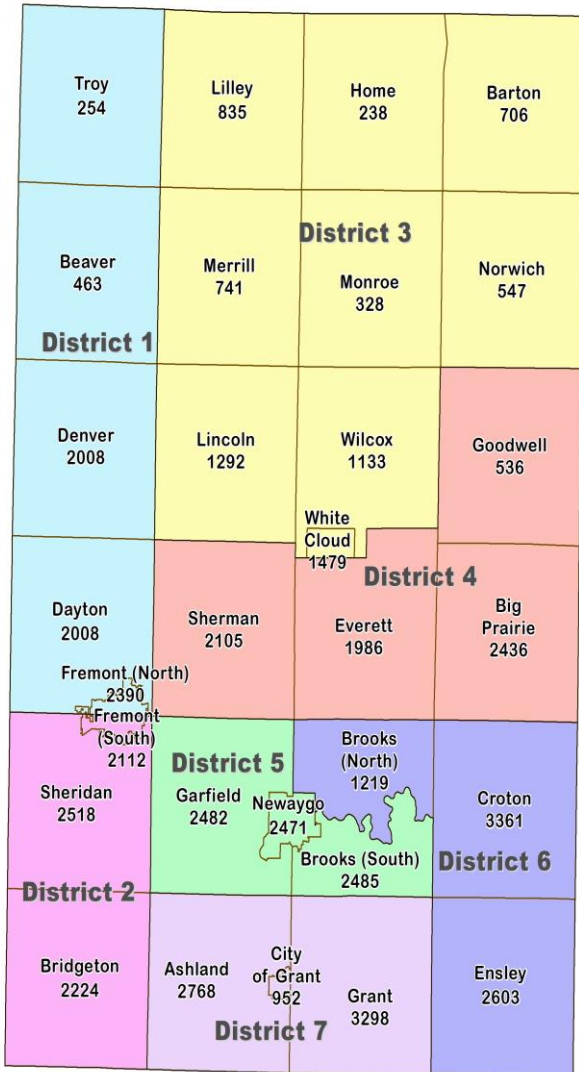 Troy
254
Lilley
835
Home
238
Barton
706
District 3
Beaver
463
Merrill
741
Monroe
328
Norwich
547
District 1
Denver
2008
Lincoln
1292
Wilcox
1133
Goodwell
536
White
Cloud
1479
District 4
Dayton
2008
Sherman
2105
Everett
1986
Big
Prairie
2436
Fremont (North)
2390
Fremont
(South)
2112
District 5
Brooks
(North)
1219
Sheridan
2518
Garfield
2482
Newaygo
2471
Croton
3361
Brooks (South)
2485
District 6
District 2
Bridgeton
2224
Ashland
2768
City
of Grant
952
Grant
3298
Ensley
2603
District 7